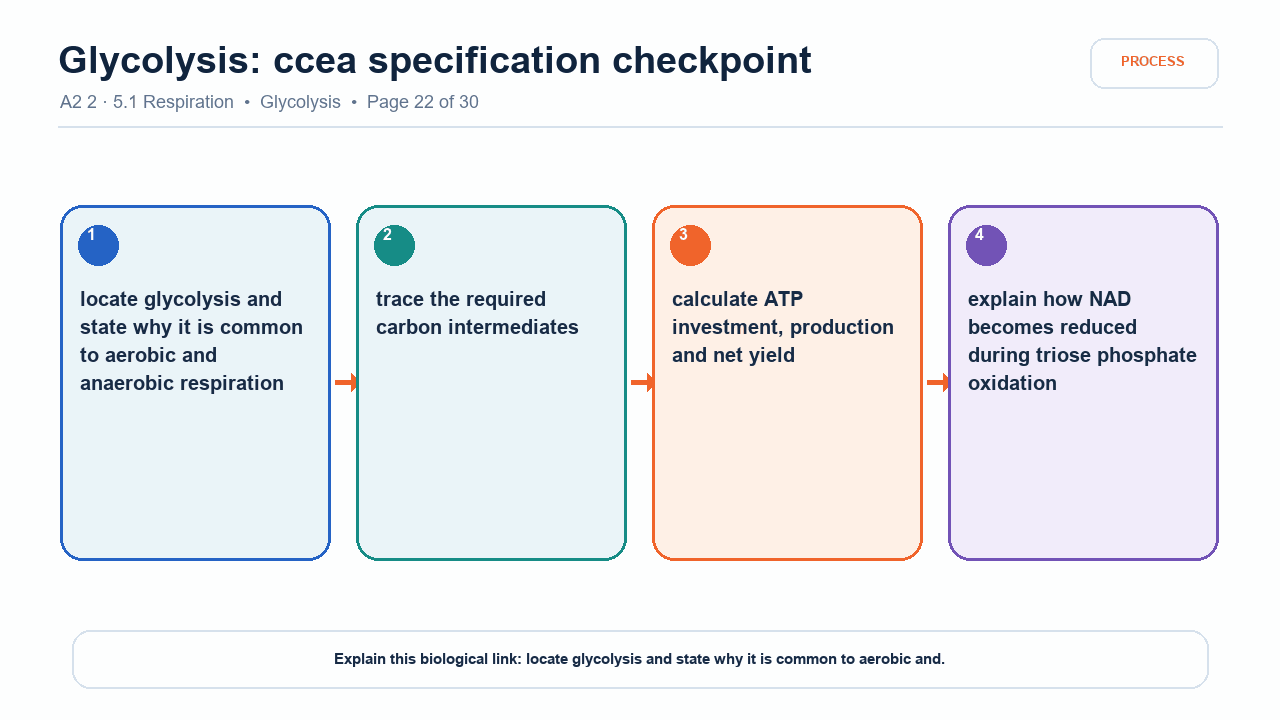 Glycolysis: ccea specification checkpoint
PROCESS
A2 2 · 5.1 Respiration • Glycolysis • Page 22 of 30
1
locate glycolysis and
state why it is common
to aerobic and
anaerobic respiration
2
trace the required
carbon intermediates
3
calculate ATP
investment, production
and net yield
4
explain how NAD
becomes reduced
during triose phosphate
oxidation
Explain this biological link: locate glycolysis and state why it is common to aerobic and.